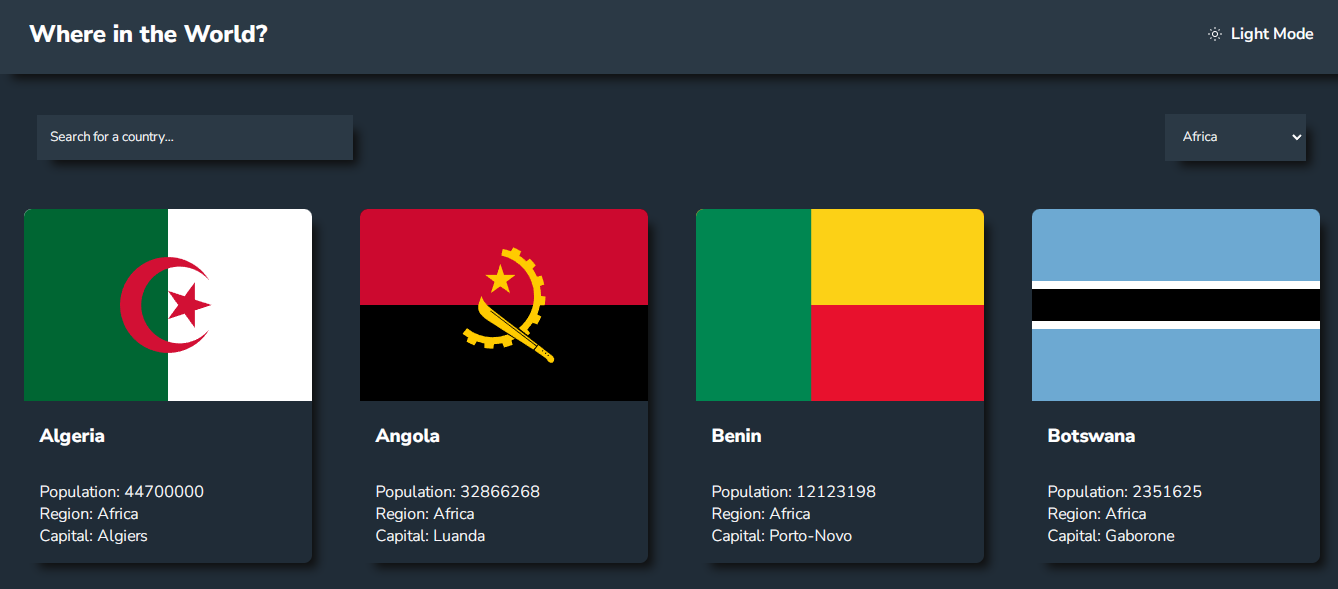 Where in the World?
Light Mode
Search for a country...
Africa
Algeria
Population: 44700000
Region: Africa
Capital: Algiers
Angola
Population: 32866268
Region: Africa
Capital: Luanda
Benin
Population: 12123198
Region: Africa
Capital: Porto-Novo
Botswana
Population: 2351625
Region: Africa
Capital: Gaborone